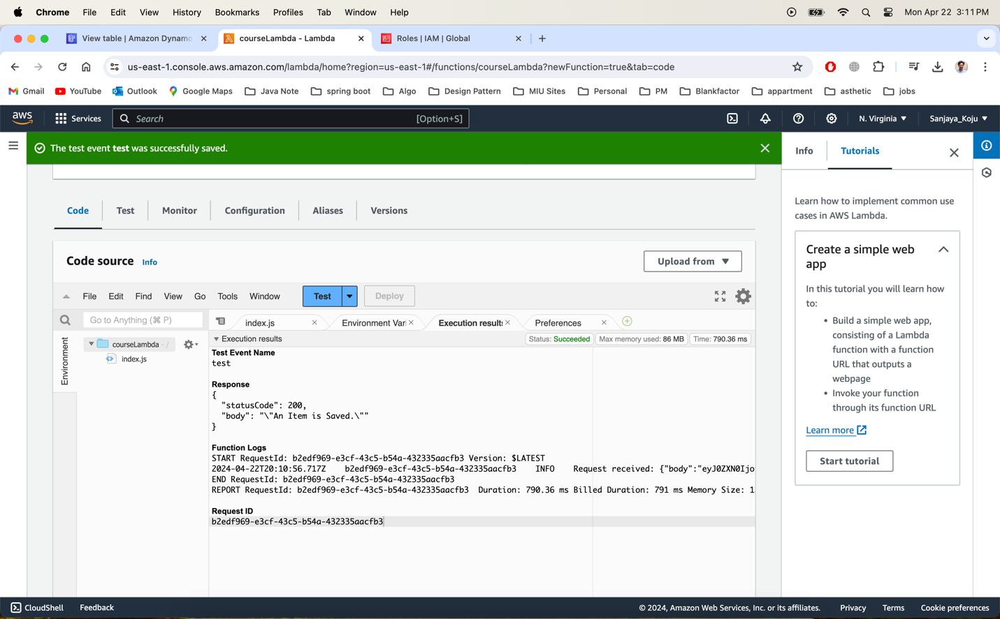 Chrome File Edit View History Bookmarks Profiles Tab Window Help Mon Apr 22 3:11 PM
View table | Amazon Dynamo courseLambda - Lambda Roles | IAM | Global
us-east-1.console.aws.amazon.com/lambda/home?region=us-east-1#/functions/courseLambda?newFunction=true&tab=code
Gmail YouTube Outlook Google Maps Java Note spring boot Algo Design Pattern MIU Sites Personal PM Blankfactor appartment asthetic jobs
aws Services Search [Option+S] N. Virginia Sanjaya_Koju
The test event test was successfully saved.
Info Tutorials
Code Test Monitor Configuration Aliases Versions
Learn how to implement common use
cases in AWS Lambda.
Code source Info Upload from
Create a simple web
app
In this tutorial you will learn how
to:
• Build a simple web app,
consisting of a Lambda
function with a function
URL that outputs a
webpage
• Invoke your function
through its function URL
Learn more
Start tutorial
File Edit Find View Go Tools Window Test Deploy
Go to Anything (⌘ P) index.js Environment Var Execution results Preferences
Environment
courseLambda - /
index.js
Execution results Status: Succeeded Max memory used: 86 MB Time: 790.36 ms
Test Event Name
test
Response
{
"statusCode": 200,
"body": "\"An Item is Saved.\""
}
Function Logs
START RequestId: b2edf969-e3cf-43c5-b54a-432335aacfb3 Version: $LATEST
2024-04-22T20:10:56.717Z b2edf969-e3cf-43c5-b54a-432335aacfb3 INFO Request received: {"body":"eyJ0ZXN0Ijo
END RequestId: b2edf969-e3cf-43c5-b54a-432335aacfb3
REPORT RequestId: b2edf969-e3cf-43c5-b54a-432335aacfb3 Duration: 790.36 ms Billed Duration: 791 ms Memory Size: 1
Request ID
b2edf969-e3cf-43c5-b54a-432335aacfb3
CloudShell Feedback © 2024, Amazon Web Services, Inc. or its affiliates. Privacy Terms Cookie preferences